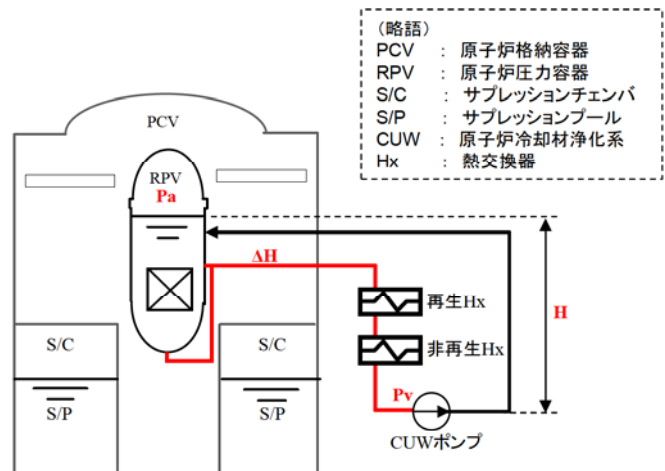 (略語)
PCV : 原子炉格納容器
RPV : 原子炉圧力容器
S/C : サプレッションチェンバ
S/P : サプレッションプール
CUW : 原子炉冷却材浄化系
Hx : 熱交換器
PCV
RPV
Pa
ΔH
再生Hx
H
非再生Hx
S/C
S/C
Pv
S/P
S/P
CUWポンプ